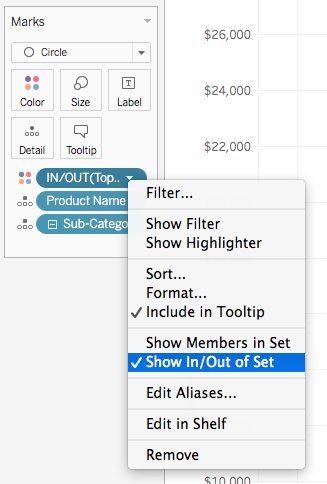 Marks
Circle
Color
Size
Label
Detail
Tooltip
IN/OUT(Top..
Product Name
Sub-Catego
Filter...
Show Filter
Show Highlighter
Sort...
Format...
Include in Tooltip
Show Members in Set
Show In/Out of Set
Edit Aliases...
Edit in Shelf
Remove
$26,000
$24,000
$22,000
$10,000